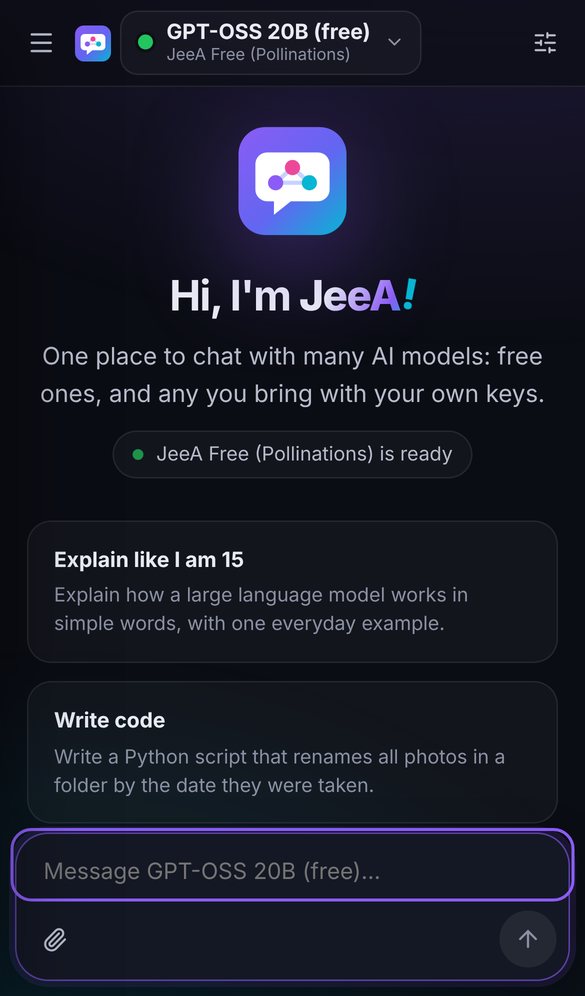 GPT-OSS 20B (free)
JeeA Free (Pollinations)
Hi, I'm JeeA!
One place to chat with many AI models: free
ones, and any you bring with your own keys.
JeeA Free (Pollinations) is ready
Explain like I am 15
Explain how a large language model works in
simple words, with one everyday example.
Write code
Write a Python script that renames all photos in a
folder by the date they were taken.
Message GPT-OSS 20B (free)...